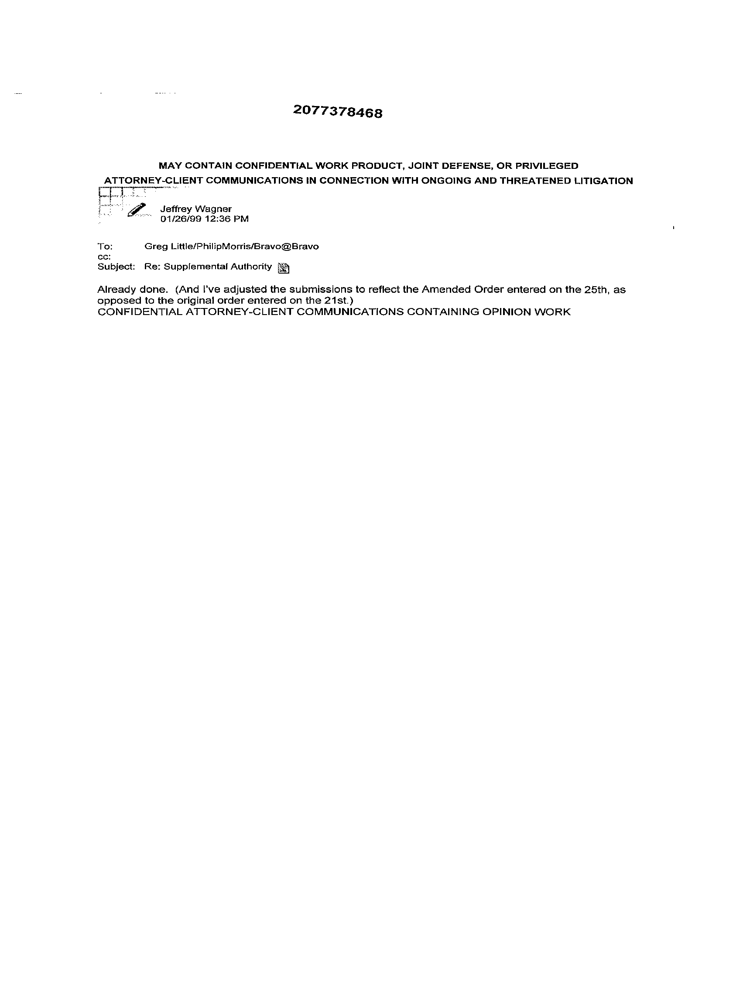 2077378468
MAY CONTAIN CONFIDENTIAL WORK PRODUCT, JOINT DEFENSE, OR PRIVILEGED
ATTORNEY-CLIENT COMMUNICATIONS IN CONNECTION WITH ONGOING AND THREATENED LITIGATION
Jeffrey Wagner
01/26/99 12:36 PM
To: Greg Little/PhilipMorris/Bravo@Bravo
cc:
Subject: Re: Supplemental Authority
Already done. (And I've adjusted the submissions to reflect the Amended Order entered on the 25th, as
opposed to the original order entered on the 21st.)
CONFIDENTIAL ATTORNEY-CLIENT COMMUNICATIONS CONTAINING OPINION WORK